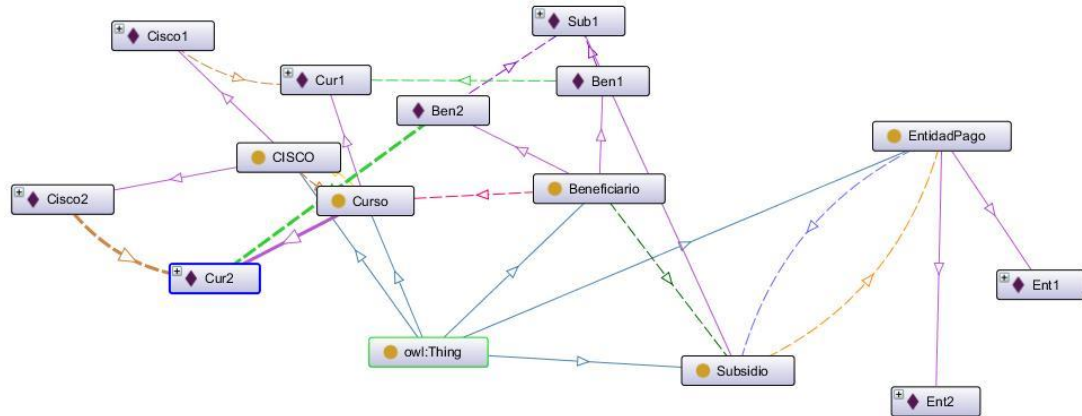 Sub1
Cisco1
Cur1
Ben1
Ben2
EntidadPago
CISCO
Beneficiario
Cisco2
Curso
Cur2
Ent1
owl:Thing
Subsidio
Ent2